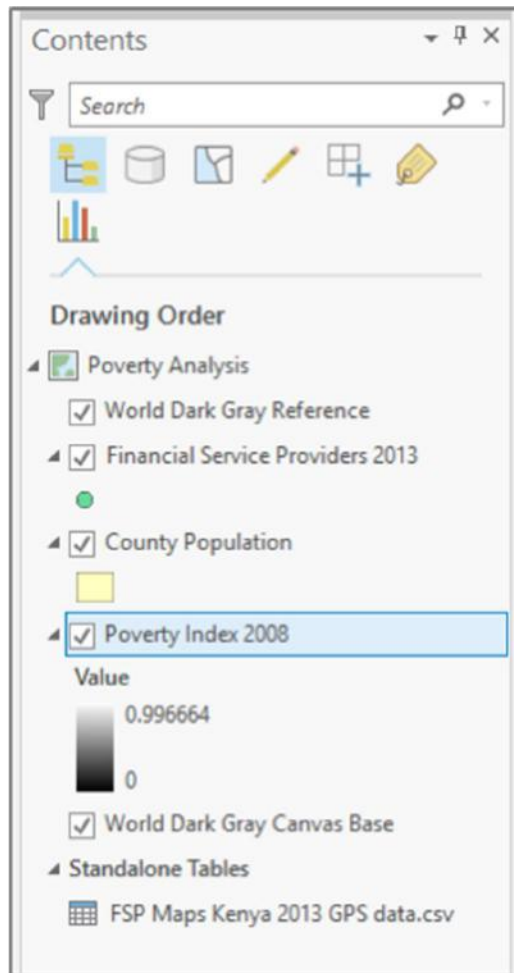 Contents
Search
Drawing Order
Poverty Analysis
World Dark Gray Reference
Financial Service Providers 2013
County Population
Poverty Index 2008
Value
0.996664
0
World Dark Gray Canvas Base
Standalone Tables
FSP Maps Kenya 2013 GPS data.csv